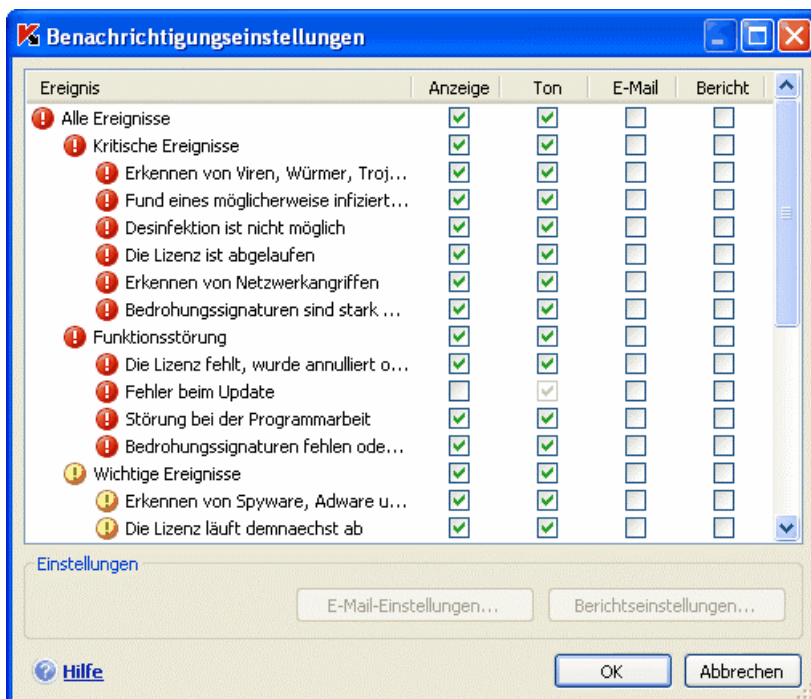 Benachrichtigungseinstellungen
Ereignis Anzeige Ton E-Mail Bericht
Alle Ereignisse
Kritische Ereignisse
Erkennen von Viren, Würmer, Troj...
Fund eines möglicherweise infiziert...
Desinfektion ist nicht möglich
Die Lizenz ist abgelaufen
Erkennen von Netzwerkangriffen
Bedrohungssignaturen sind stark ...
Funktionsstörung
Die Lizenz fehlt, wurde annulliert o...
Fehler beim Update
Störung bei der Programmarbeit
Bedrohungssignaturen fehlen ode...
Wichtige Ereignisse
Erkennen von Spyware, Adware u...
Die Lizenz läuft demnaechst ab
Einstellungen
E-Mail-Einstellungen... Berichtseinstellungen...
Hilfe OK Abbrechen